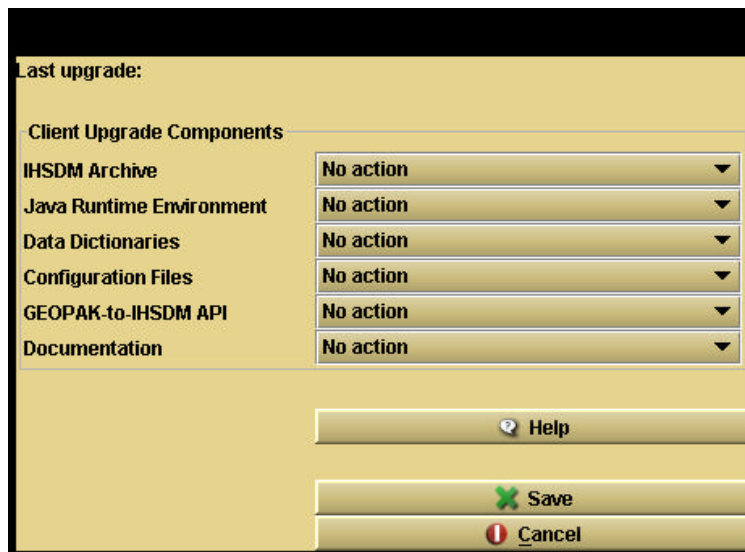 Last upgrade:
Client Upgrade Components
IHSDM Archive No action
Java Runtime Environment No action
Data Dictionaries No action
Configuration Files No action
GEOPAK-to-IHSDM API No action
Documentation No action
Help
Save
Cancel